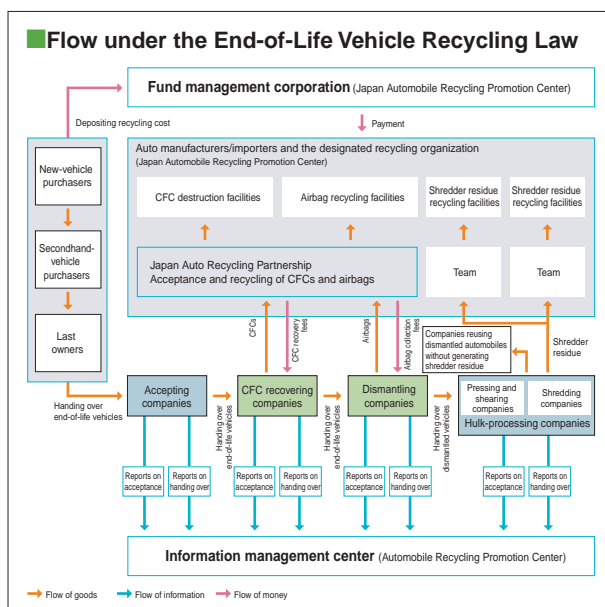 Flow under the End-of-Life Vehicle Recycling Law
Fund management corporation (Japan Automobile Recycling Promotion Center)
Depositing recycling cost
Payment
Auto manufacturers/importers and the designated recycling organization
(Japan Automobile Recycling Promotion Center)
New-vehicle
purchasers
Secondhand-
vehicle
purchasers
Last
owners
CFC destruction facilities
Airbag recycling facilities
Shredder residue
recycling facilities
Shredder residue
recycling facilities
Japan Auto Recycling Partnership
Acceptance and recycling of CFCs and airbags
Team
Team
CFCs
CFC recovery
fees
Airbags
Airbag collection
fees
Companies reusing
dismantled automobiles
without generating
shredder residue
Shredder
residue
Handing over
end-of-life vehicles
Accepting
companies
Handing over
end-of-life vehicles
CFC recovering
companies
Handing over
end-of-life vehicles
Dismantling
companies
Handing over
dismantled vehicles
Pressing and
shearing
companies
Shredding
companies
Hulk-processing companies
Reports on
acceptance
Reports on
handing over
Reports on
acceptance
Reports on
handing over
Reports on
acceptance
Reports on
handing over
Reports on
acceptance
Reports on
handing over
Information management center (Automobile Recycling Promotion Center)
Flow of goods
Flow of information
Flow of money